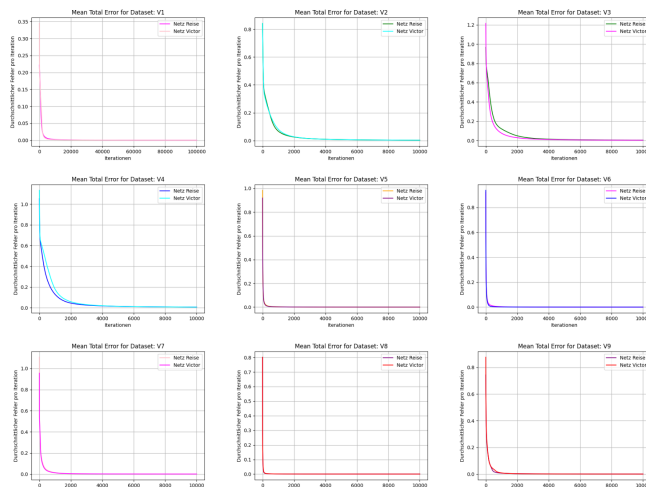 Mean Total Error for Dataset: V1
Durchschnittlicher Fehler pro Iteration
0.35
0.30
0.25
0.20
0.15
0.10
0.05
0.00
Netz Reise
Netz Victor
0 20000 40000 60000 80000 100000
Iterationen
Mean Total Error for Dataset: V2
Durchschnittlicher Fehler pro Iteration
0.8
0.6
0.4
0.2
0.0
Netz Reise
Netz Victor
0 2000 4000 6000 8000 10000
Iterationen
Mean Total Error for Dataset: V3
Durchschnittlicher Fehler pro Iteration
1.2
1.0
0.8
0.6
0.4
0.2
0.0
Netz Reise
Netz Victor
0 2000 4000 6000 8000 10000
Iterationen
Mean Total Error for Dataset: V4
Durchschnittlicher Fehler pro Iteration
1.0
0.8
0.6
0.4
0.2
0.0
Netz Reise
Netz Victor
0 2000 4000 6000 8000 10000
Iterationen
Mean Total Error for Dataset: V5
Durchschnittlicher Fehler pro Iteration
1.0
0.8
0.6
0.4
0.2
0.0
Netz Reise
Netz Victor
0 2000 4000 6000 8000 10000
Iterationen
Mean Total Error for Dataset: V6
Durchschnittlicher Fehler pro Iteration
0.8
0.6
0.4
0.2
0.0
Netz Reise
Netz Victor
0 2000 4000 6000 8000 10000
Iterationen
Mean Total Error for Dataset: V7
Durchschnittlicher Fehler pro Iteration
1.0
0.8
0.6
0.4
0.2
0.0
Netz Reise
Netz Victor
0 2000 4000 6000 8000 10000
Iterationen
Mean Total Error for Dataset: V8
Durchschnittlicher Fehler pro Iteration
0.8
0.7
0.6
0.5
0.4
0.3
0.2
0.1
0.0
Netz Reise
Netz Victor
0 2000 4000 6000 8000 10000
Iterationen
Mean Total Error for Dataset: V9
Durchschnittlicher Fehler pro Iteration
0.8
0.6
0.4
0.2
0.0
Netz Reise
Netz Victor
0 2000 4000 6000 8000 10000
Iterationen